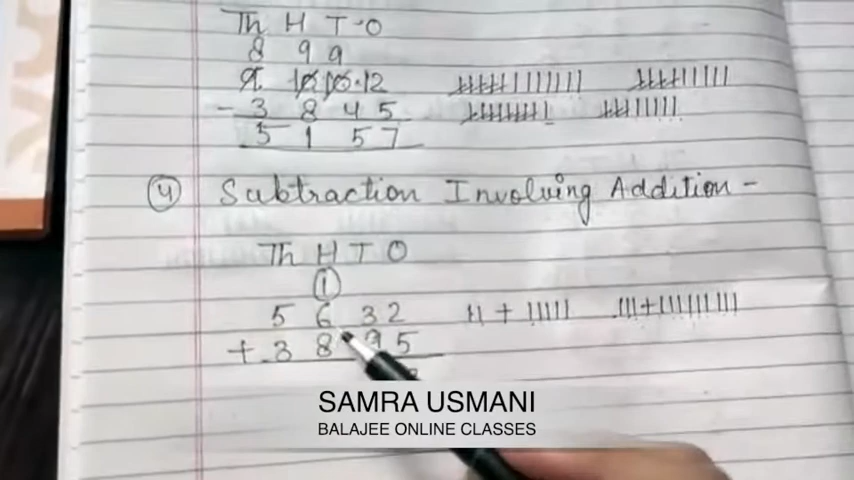 Th H T O
8 9 9
9 10 10 12
- 3 8 4 5
5 1 5 7
4 Subtraction Involving Addition -
Th H T O
1
5 6 3 2
+ 3 8 9 5
SAMRA USMANI
BALAJEE ONLINE CLASSES